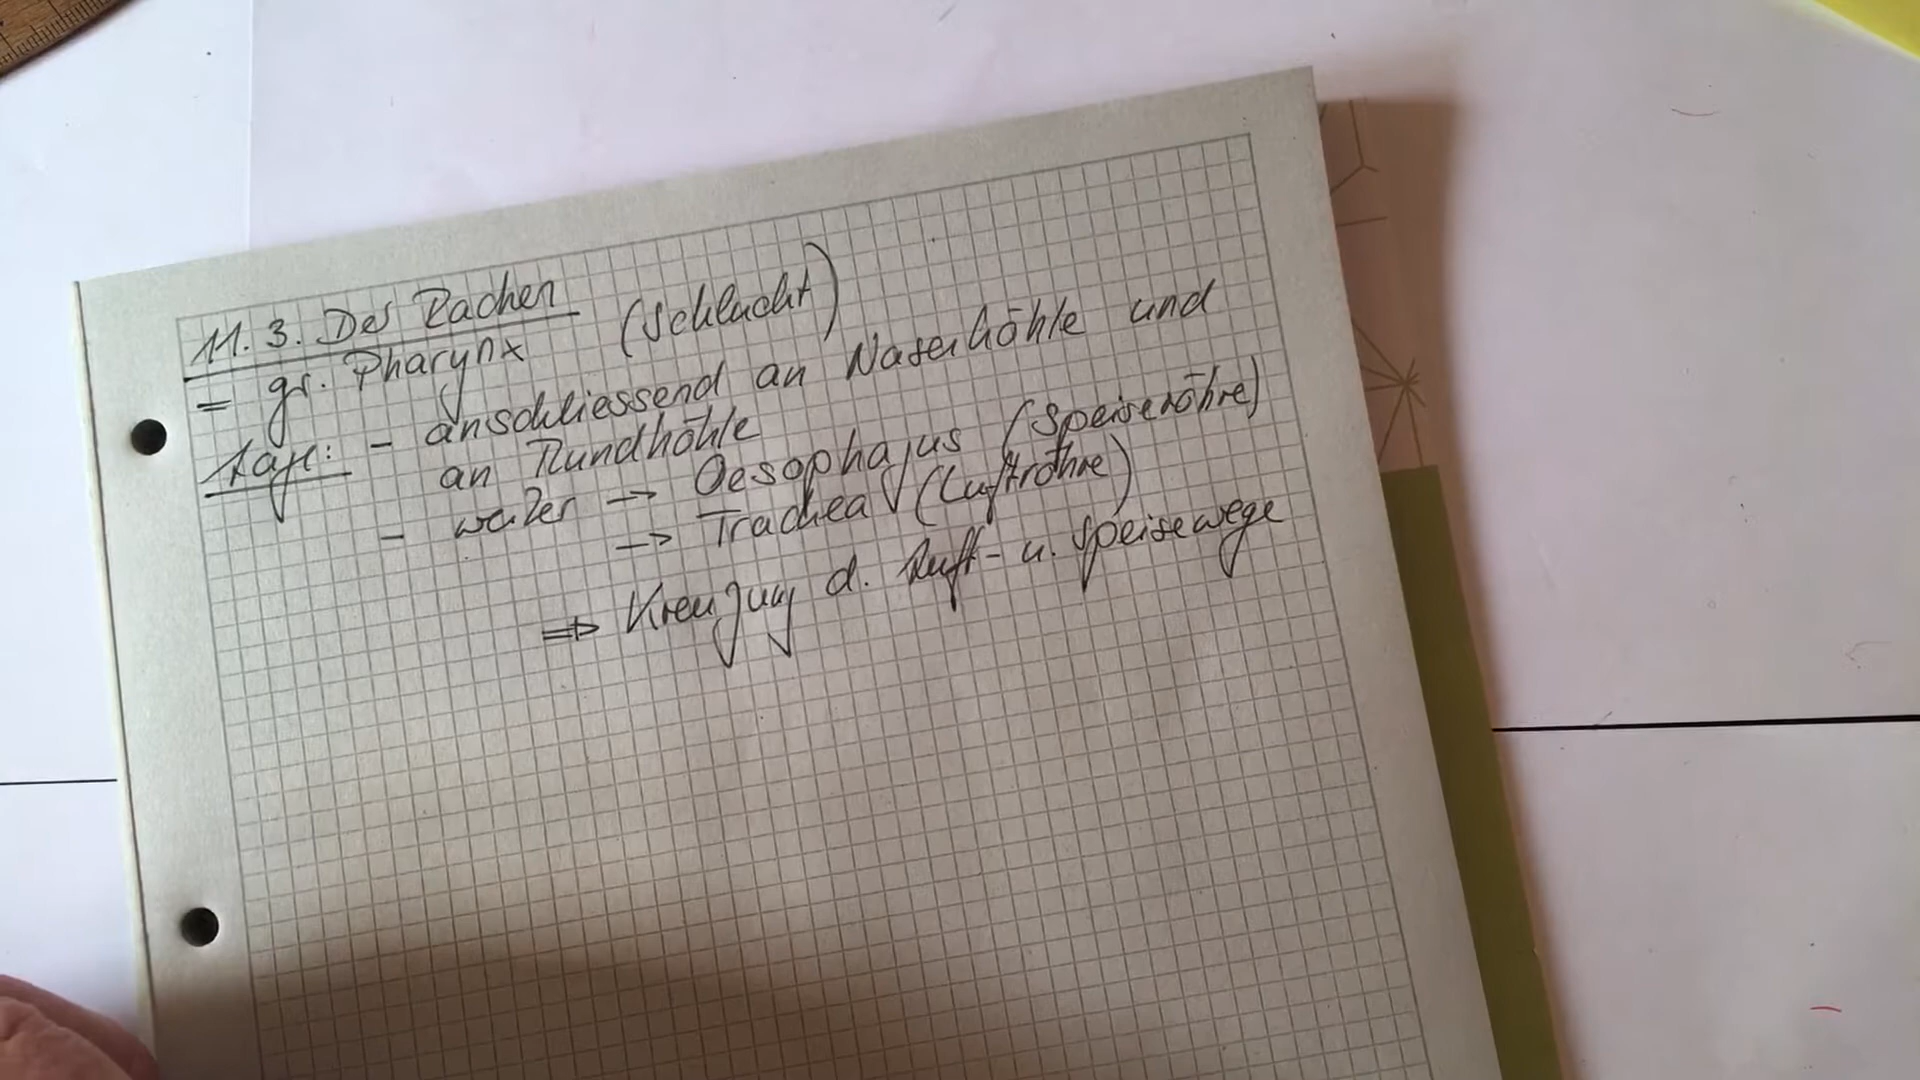 11. 3. Der Rachen
= gr. Pharynx (Schlucht)
Lage: - anschliessend an Nasenhöhle und
an Mundhöhle
- weiter → Oesophagus (Speiseröhre)
→ Trachea (Luftröhre)
⇒ Kreuzung d. Luft- u. Speisewege